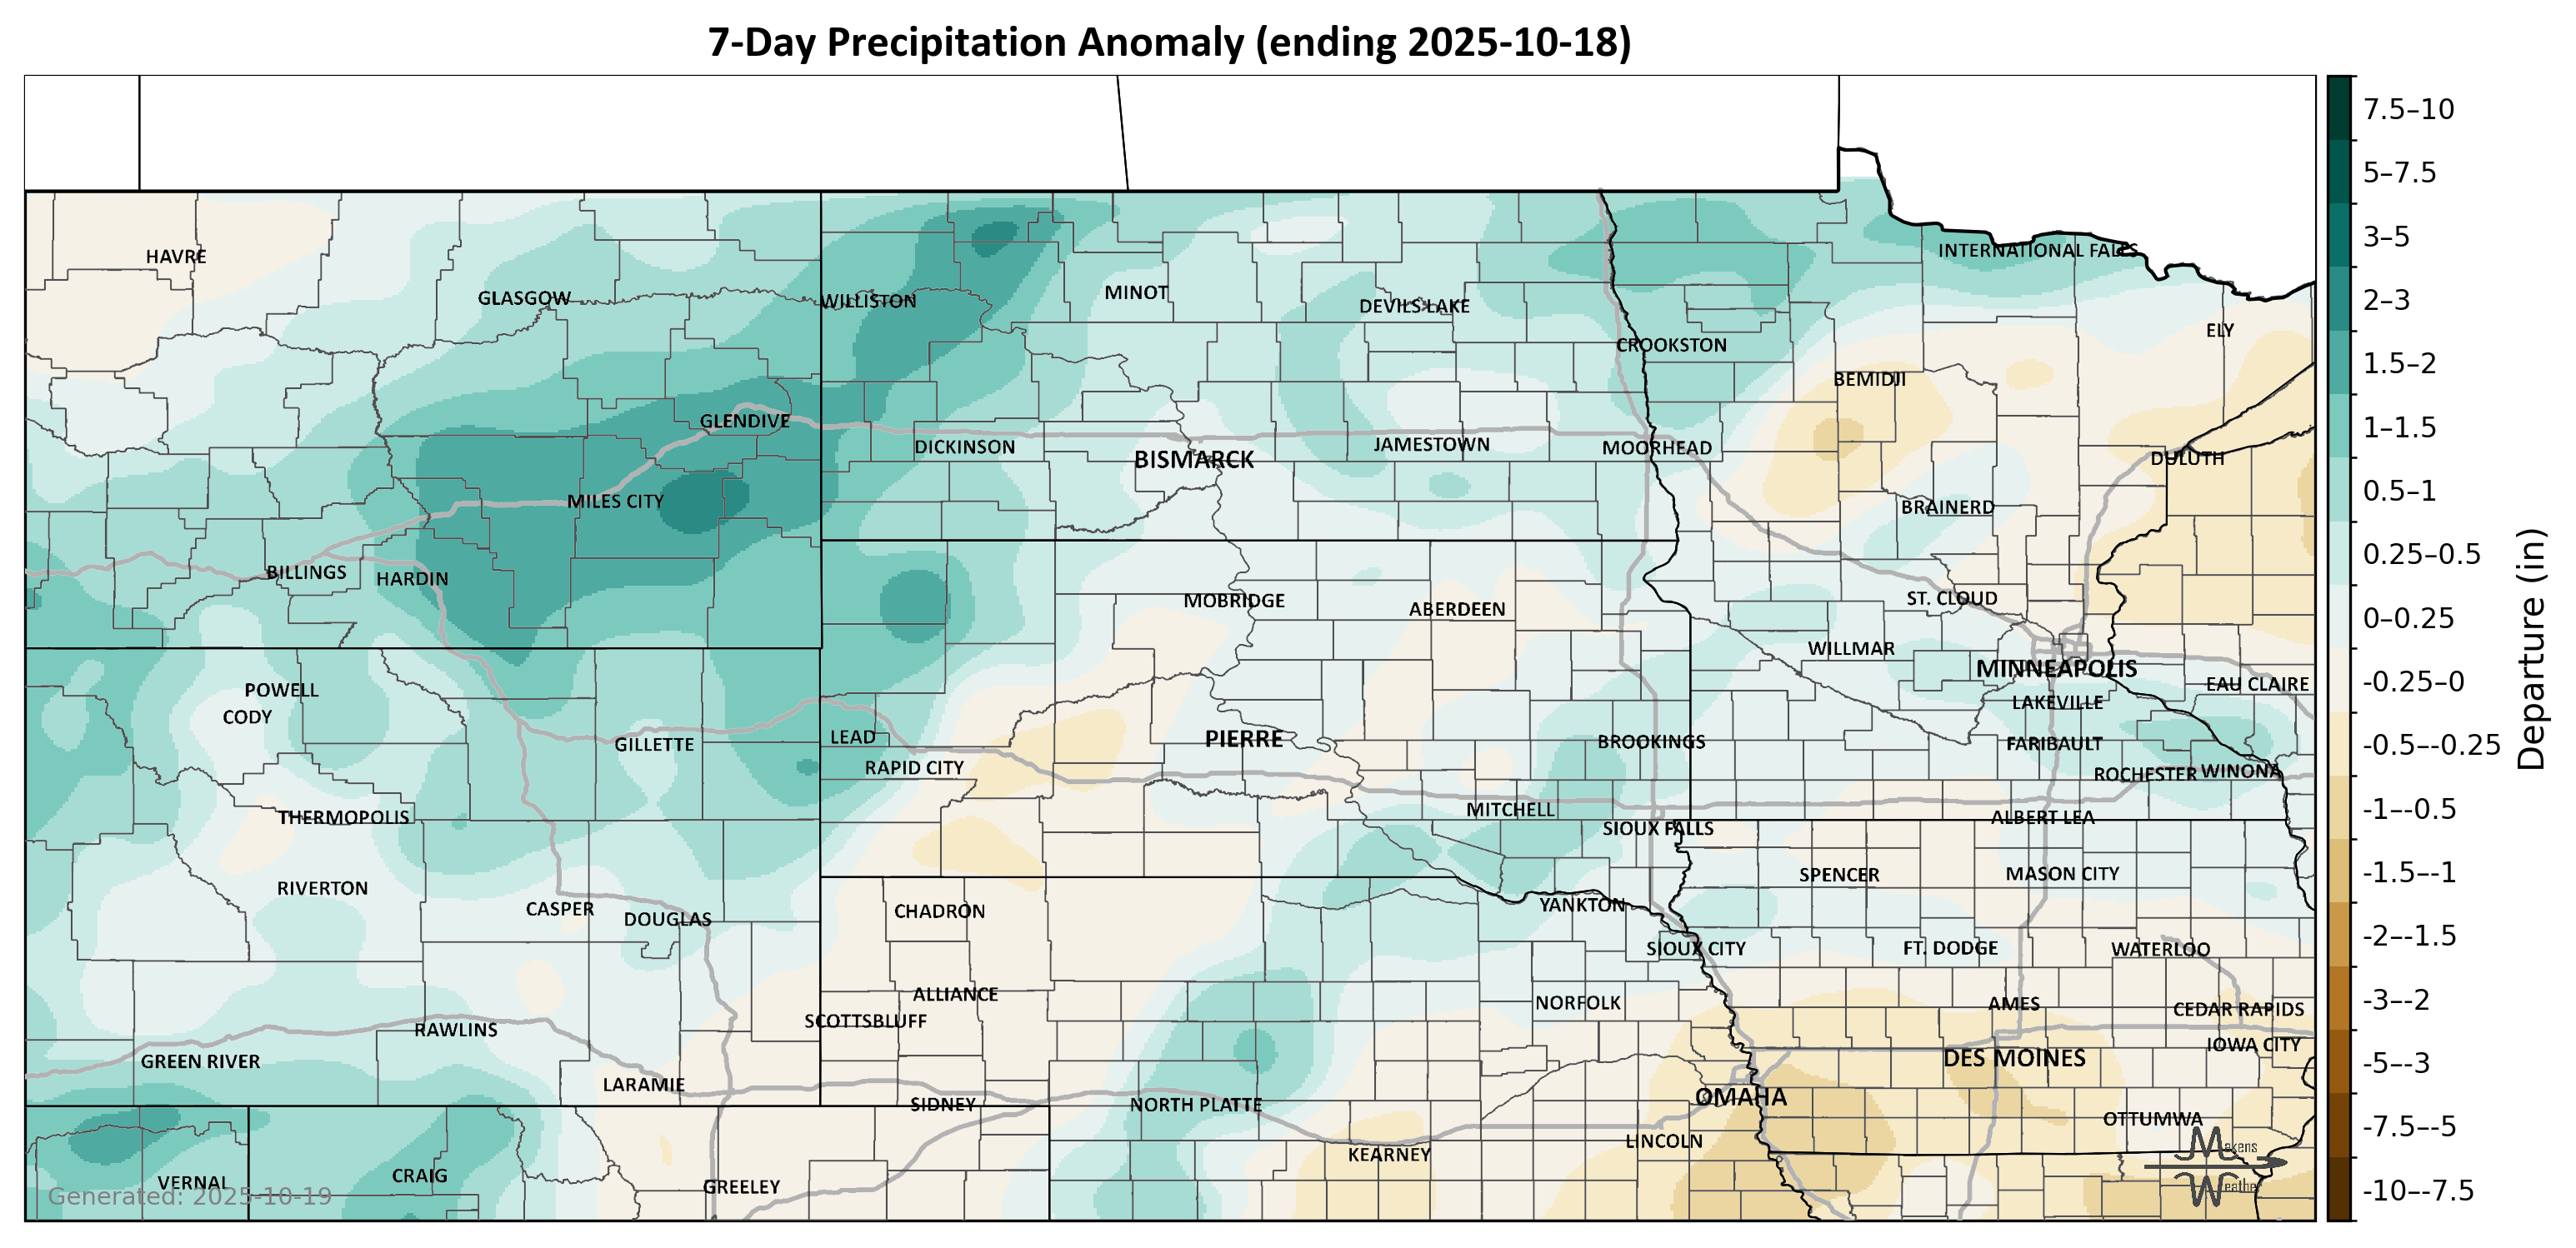 7-Day Precipitation Anomaly (ending 2025-10-18)
HAVRE
GLASGOW
WILLISTON
MINOT
DEVILS LAKE
INTERNATIONAL FALLS
CROOKSTON
ELY
BEMIDJI
GLENDIVE
DICKINSON
BISMARCK
JAMESTOWN
MOORHEAD
DULUTH
MILES CITY
BRAINERD
BILLINGS
HARDIN
MOBRIDGE
ABERDEEN
ST. CLOUD
WILLMAR
MINNEAPOLIS
POWELL
CODY
EAU CLAIRE
LAKEVILLE
GILLETTE
LEAD
PIERRE
BROOKINGS
FARIBAULT
RAPID CITY
ROCHESTER
WINONA
THERMOPOLIS
MITCHELL
ALBERT LEA
SIOUX FALLS
RIVERTON
SPENCER
MASON CITY
CASPER
DOUGLAS
CHADRON
YANKTON
SIOUX CITY
FT. DODGE
WATERLOO
ALLIANCE
NORFOLK
AMES
CEDAR RAPIDS
SCOTTSBLUFF
RAWLINS
GREEN RIVER
DES MOINES
IOWA CITY
LARAMIE
SIDNEY
NORTH PLATTE
OMAHA
OTTUMWA
LINCOLN
KEARNEY
VERNAL
CRAIG
GREELEY
Generated: 2025-10-19
Makens
Weather
7.5–10
5–7.5
3–5
2–3
1.5–2
1–1.5
0.5–1
0.25–0.5
0–0.25
-0.25–0
-0.5–-0.25
-1–-0.5
-1.5–-1
-2–-1.5
-3–-2
-5–-3
-7.5–-5
-10–-7.5
Departure (in)